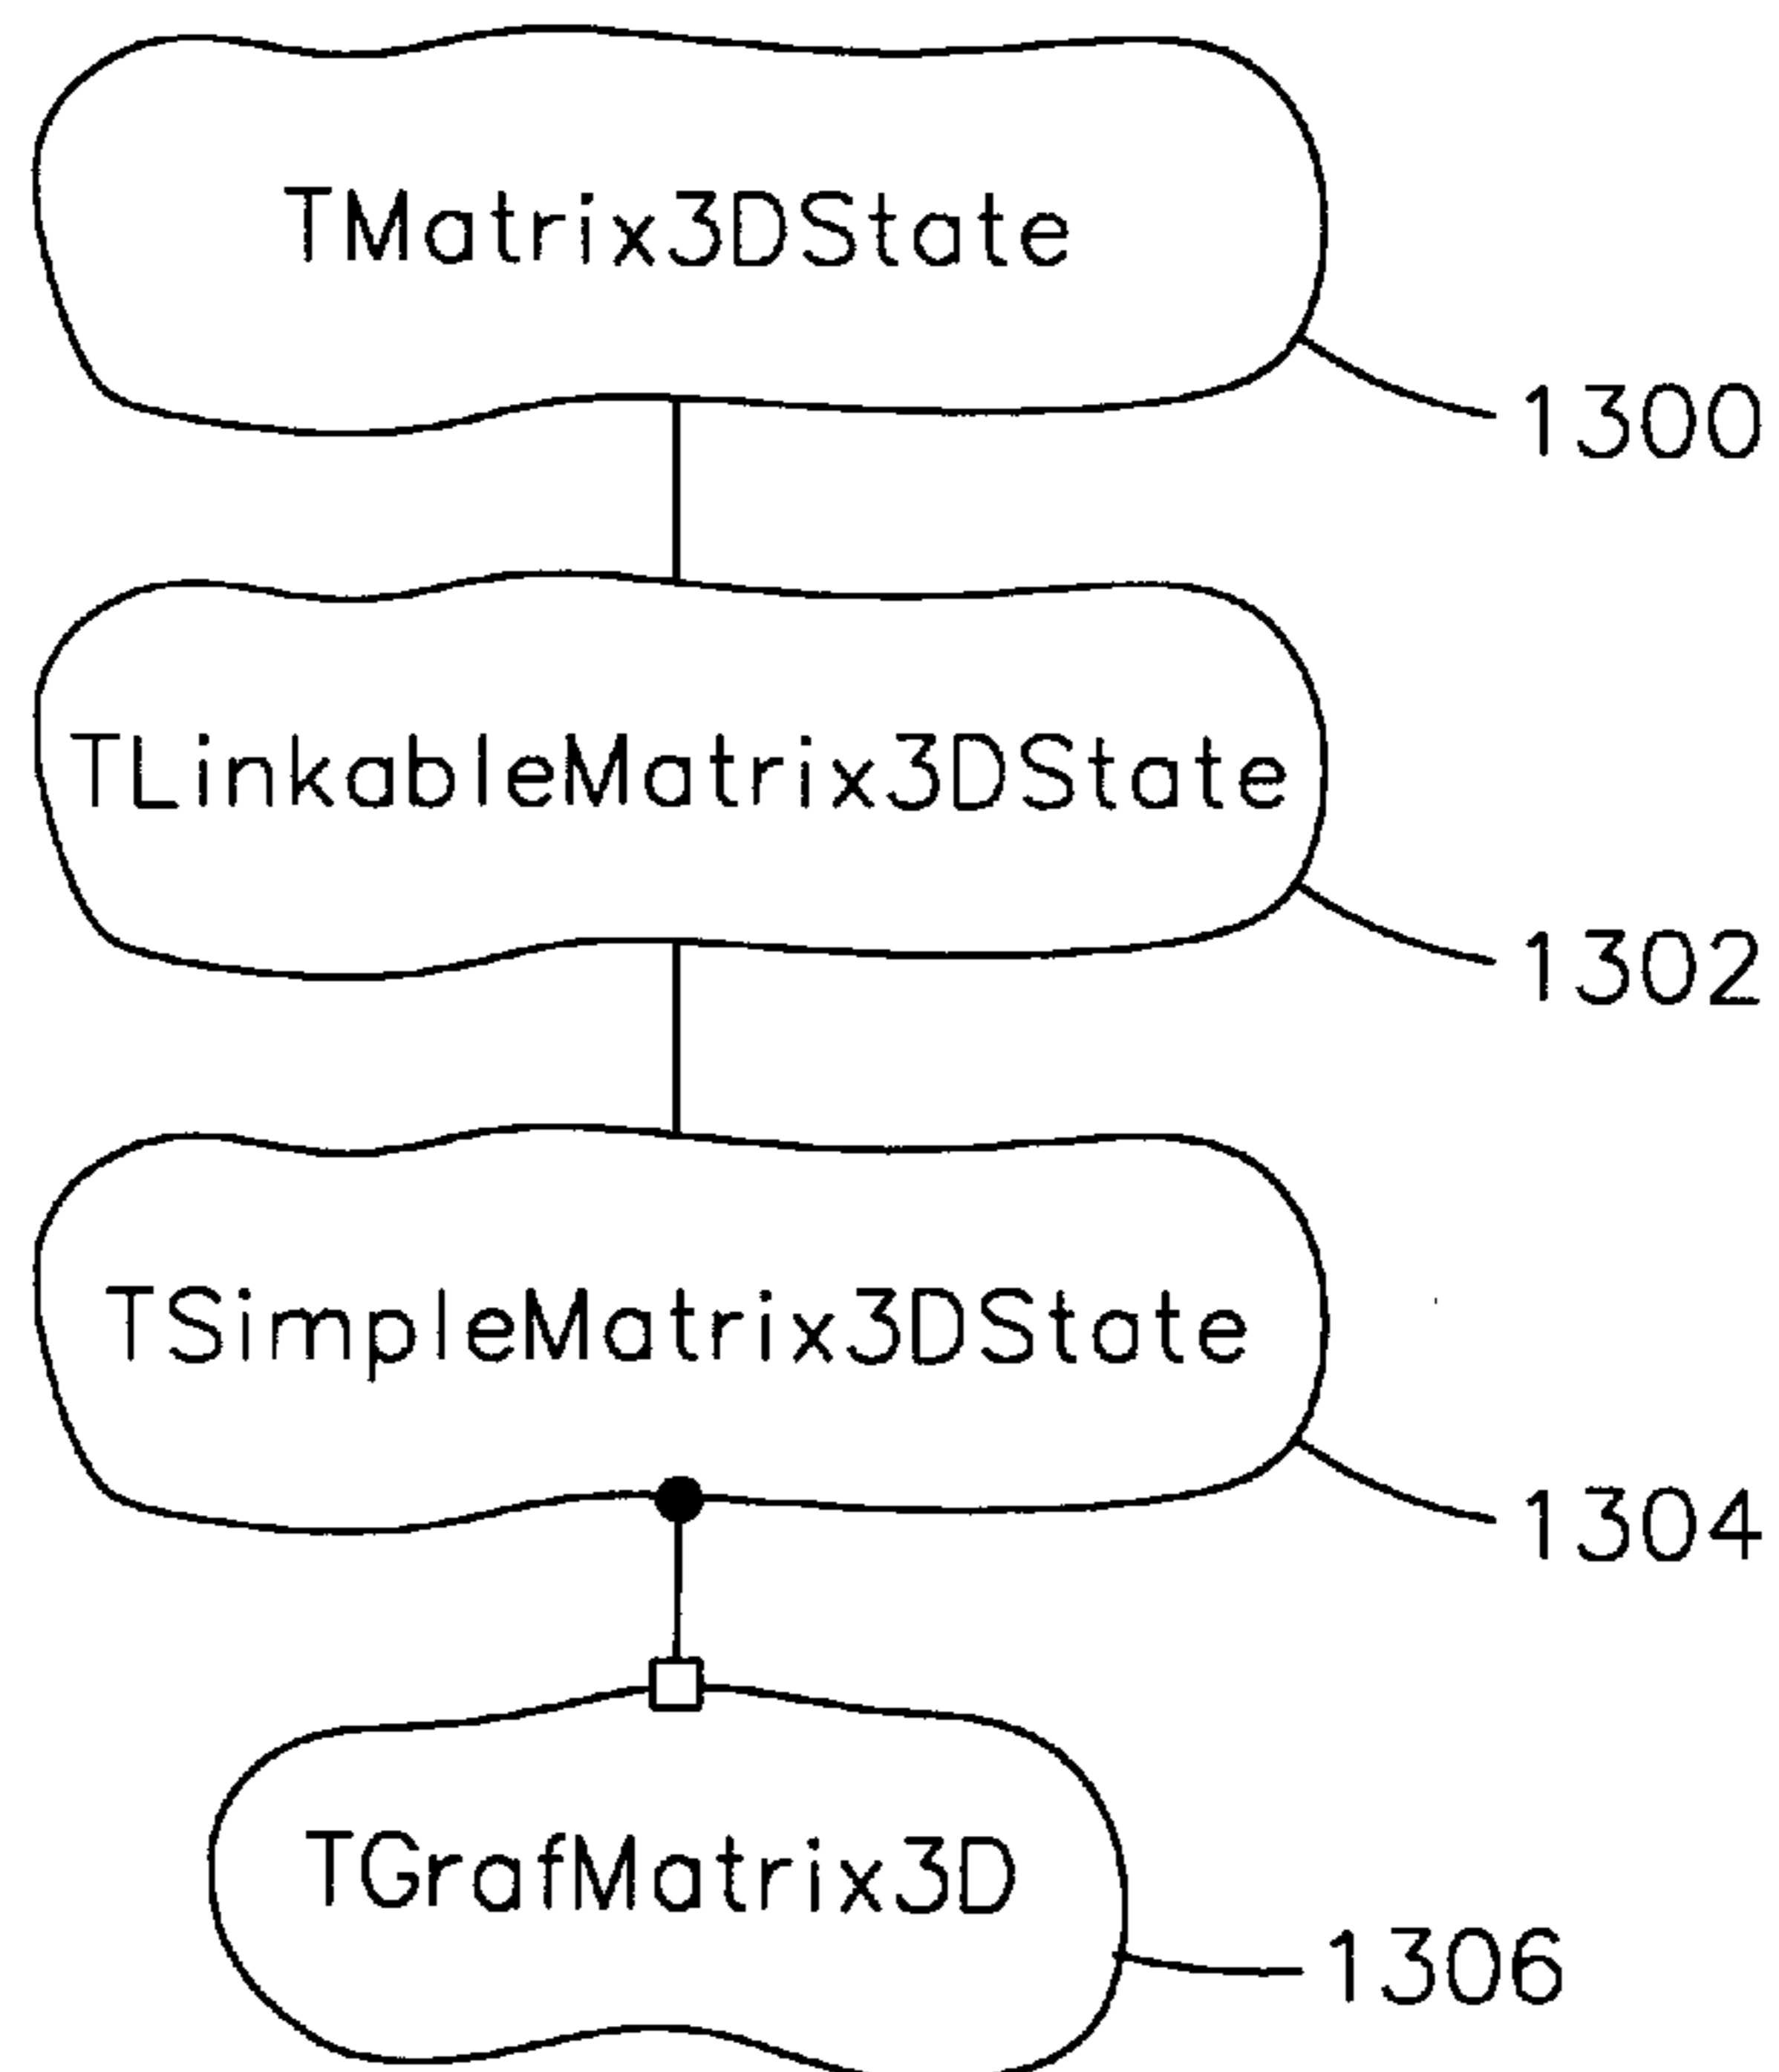 TMatrix3DState
1300
TLinkableMatrix3DState
1302
TSimpleMatrix3DState
1304
TGrafMatrix3D
1306